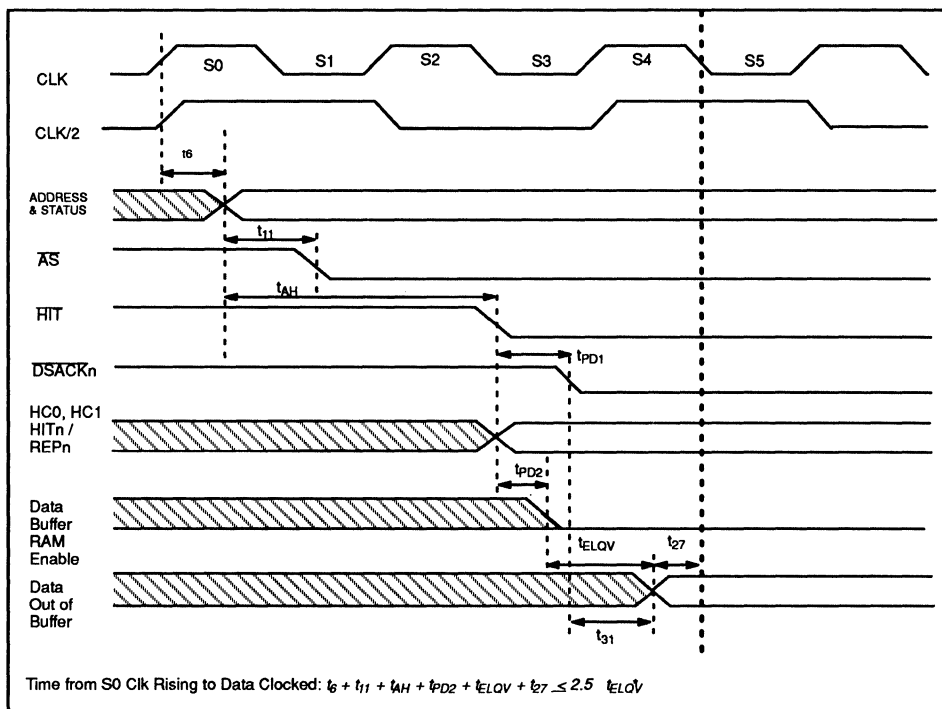 S0 S1 S2 S3 S4 S5
CLK
CLK/2
t6
ADDRESS
& STATUS
t11
AS
tAH
HIT
tPD1
DSACKn
HC0, HC1
HITn /
REPn
tPD2
Data
Buffer
RAM
Enable
tELQV t27
Data
Out of
Buffer
t31
Time from S0 Clk Rising to Data Clocked: t6 + t11 + tAH + tPD2 + tELQV + t27 ≤ 2.5 tELQV